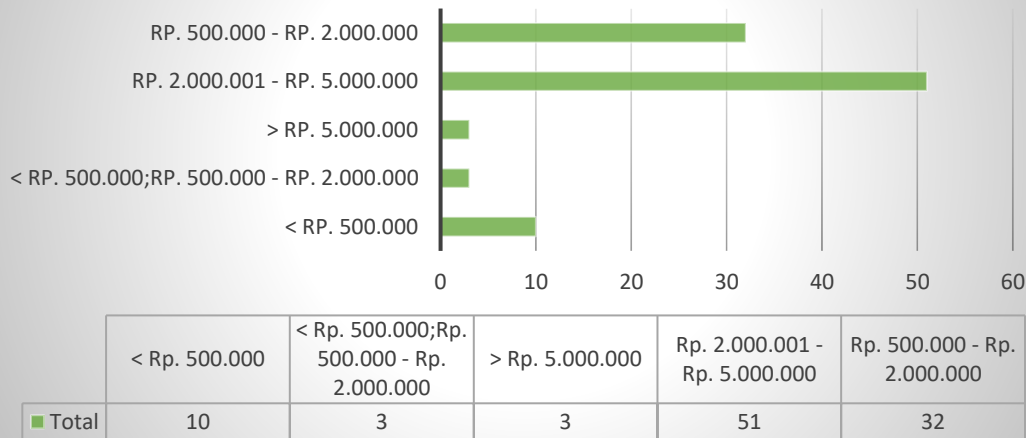 RP. 500.000 - RP. 2.000.000
RP. 2.000.001 - RP. 5.000.000
> RP. 5.000.000
< RP. 500.000;RP. 500.000 - RP. 2.000.000
< RP. 500.000
0 10 20 30 40 50 60
< Rp. 500.000
< Rp. 500.000;Rp.
500.000 - Rp.
2.000.000
> Rp. 5.000.000
Rp. 2.000.001 -
Rp. 5.000.000
Rp. 500.000 - Rp.
2.000.000
Total 10 3 3 51 32